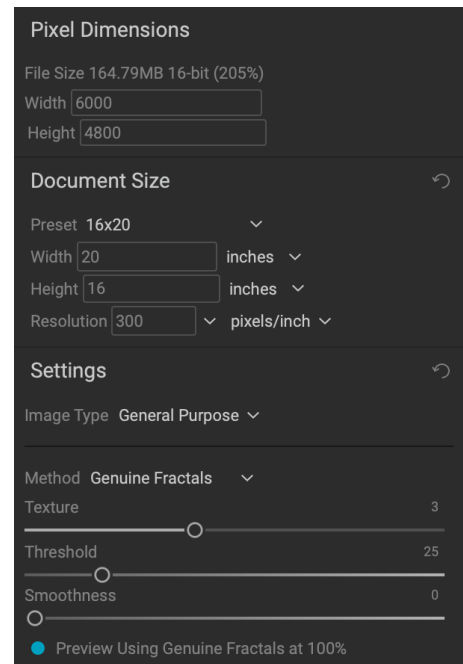 Pixel Dimensions
File Size 164.79MB 16-bit (205%)
Width 6000
Height 4800
Document Size
Preset 16x20
Width 20 inches
Height 16 inches
Resolution 300 pixels/inch
Settings
Image Type General Purpose
Method Genuine Fractals
Texture 3
Threshold 25
Smoothness 0
Preview Using Genuine Fractals at 100%